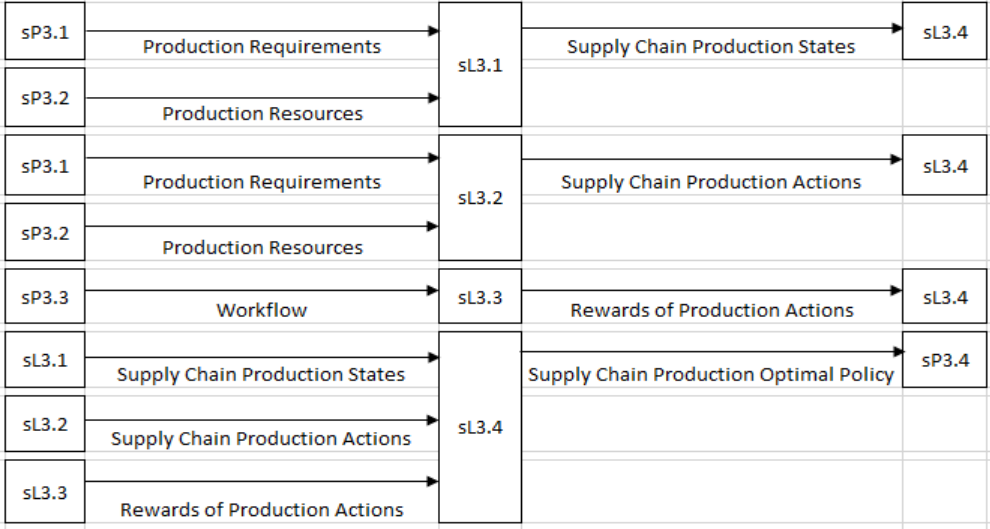 sP3.1
Production Requirements
sL3.1
Supply Chain Production States
sL3.4
sP3.2
Production Resources
sP3.1
Production Requirements
sL3.2
Supply Chain Production Actions
sL3.4
sP3.2
Production Resources
sP3.3
Workflow
sL3.3
Rewards of Production Actions
sL3.4
sL3.1
Supply Chain Production States
sL3.4
Supply Chain Production Optimal Policy
sP3.4
sL3.2
Supply Chain Production Actions
sL3.3
Rewards of Production Actions